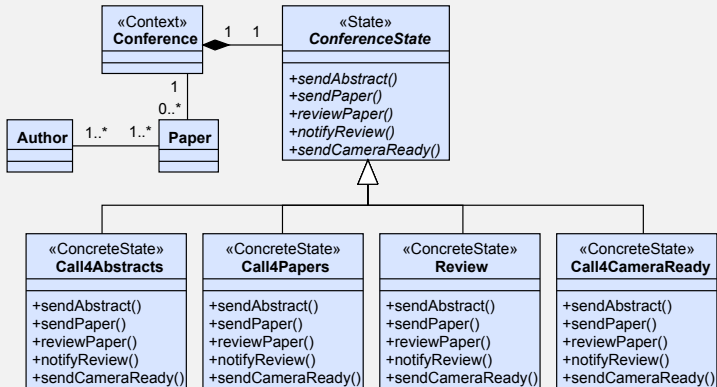 «Context»
Conference
1
1
«State»
ConferenceState
+sendAbstract()
+sendPaper()
+reviewPaper()
+notifyReview()
+sendCameraReady()
1
0..*
Author
1..*
1..*
Paper
«ConcreteState»
Call4Abstracts
+sendAbstract()
+sendPaper()
+reviewPaper()
+notifyReview()
+sendCameraReady()
«ConcreteState»
Call4Papers
+sendAbstract()
+sendPaper()
+reviewPaper()
+notifyReview()
+sendCameraReady()
«ConcreteState»
Review
+sendAbstract()
+sendPaper()
+reviewPaper()
+notifyReview()
+sendCameraReady()
«ConcreteState»
Call4CameraReady
+sendAbstract()
+sendPaper()
+reviewPaper()
+notifyReview()
+sendCameraReady()